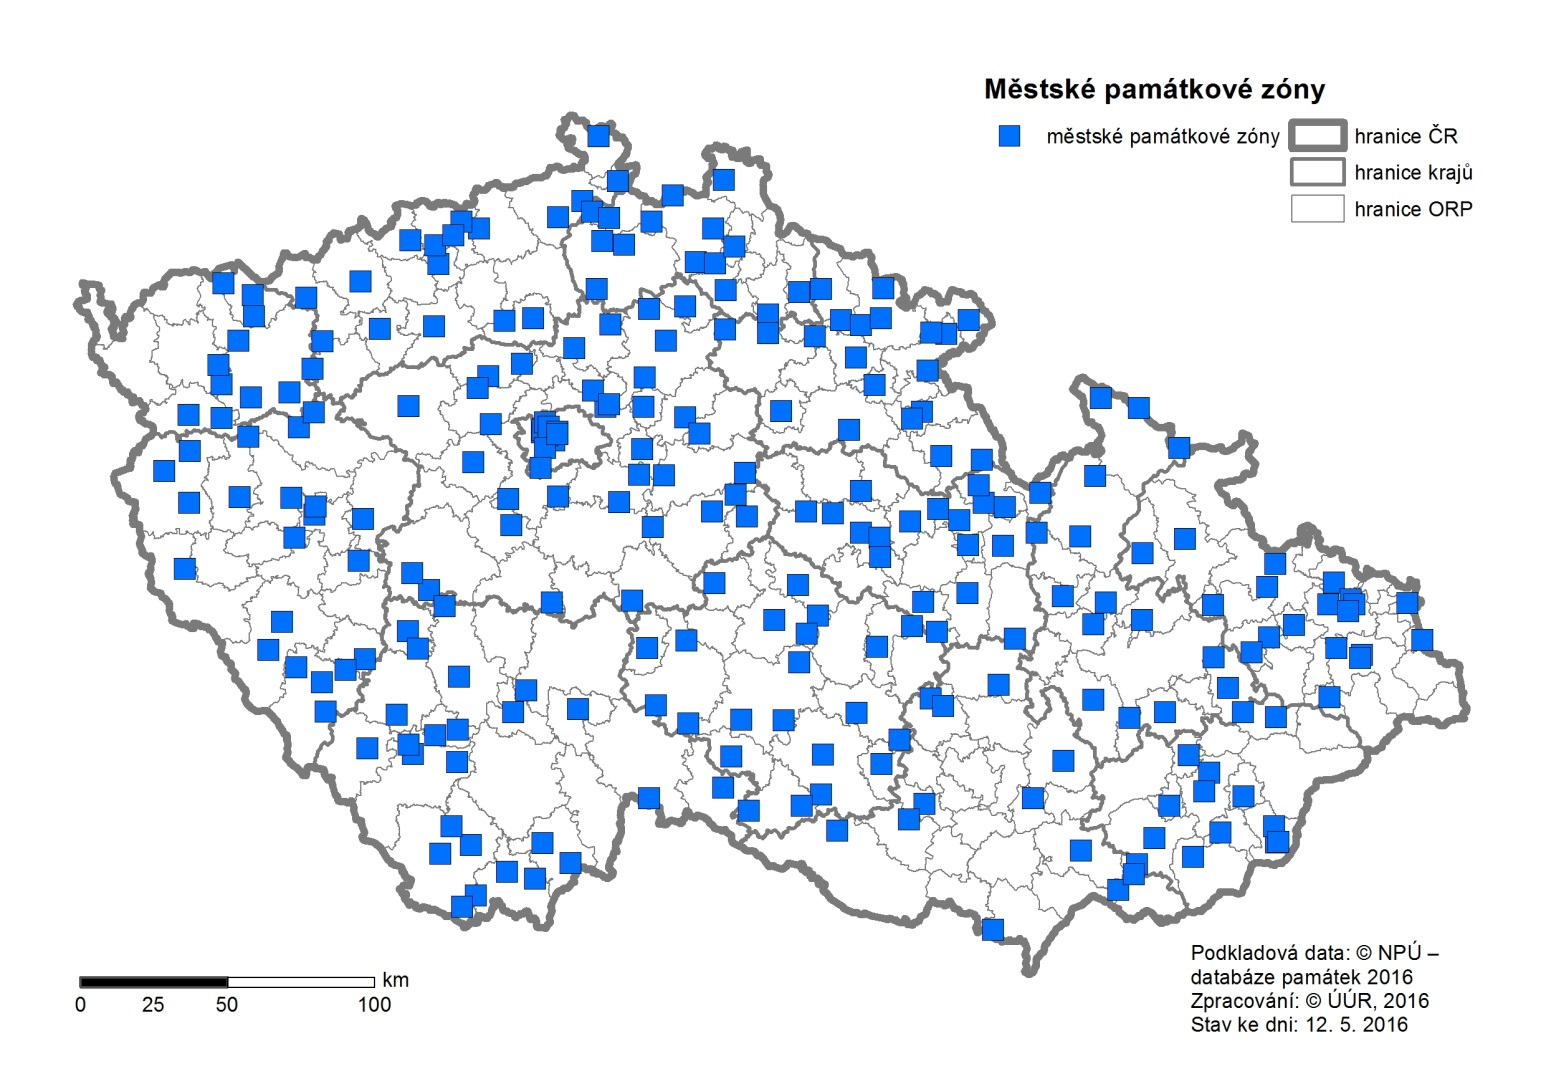 Městské památkové zóny
městské památkové zóny
hranice ČR
hranice krajů
hranice ORP
km
0 25 50 100
Podkladová data: © NPÚ –
databáze památek 2016
Zpracování: © ÚÚR, 2016
Stav ke dni: 12. 5. 2016